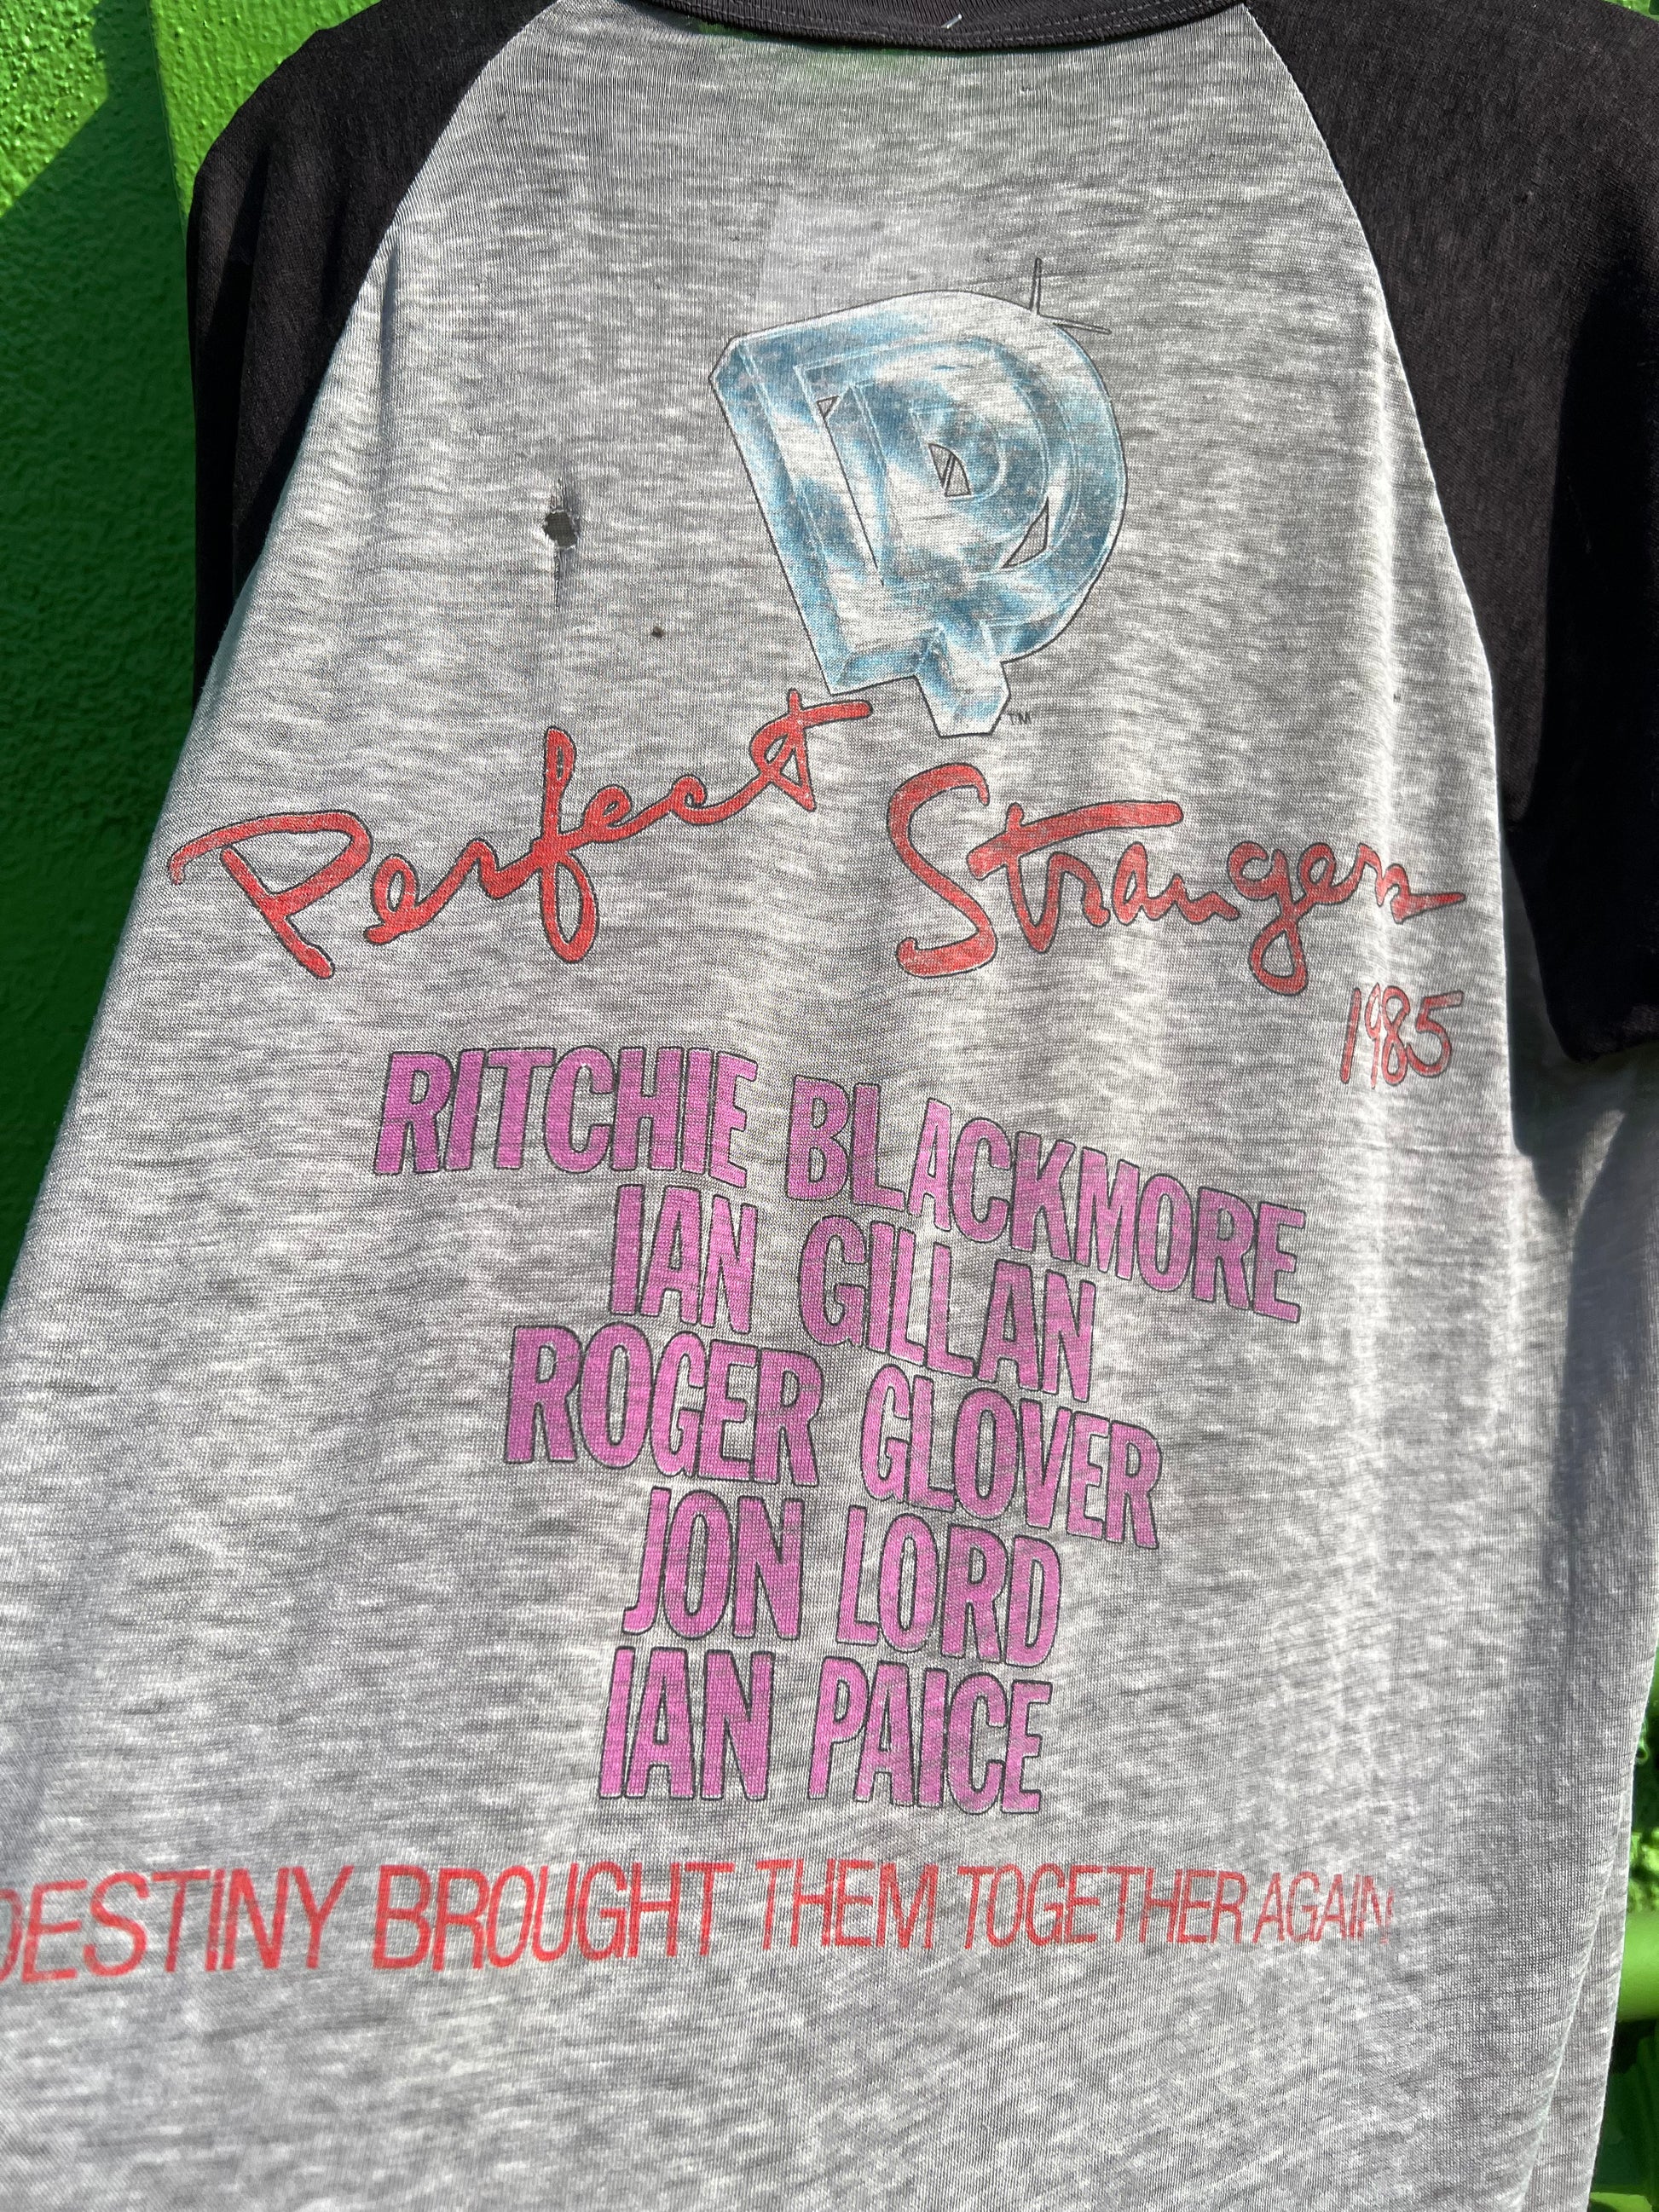 DP
TM
Perfect Strangers
1985
RITCHIE BLACKMORE
IAN GILLAN
ROGER GLOVER
JON LORD
IAN PAICE
DESTINY BROUGHT THEM TOGETHER AGAIN!